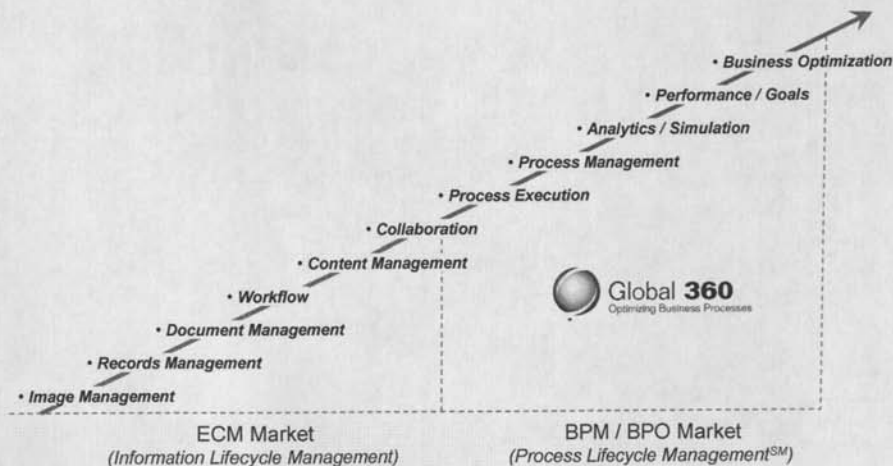 • Business Optimization
• Performance / Goals
• Analytics / Simulation
• Process Management
• Process Execution
• Collaboration
• Content Management
• Workflow
• Document Management
• Records Management
• Image Management
Global 360
Optimizing Business Processes
ECM Market
(Information Lifecycle Management)
BPM / BPO Market
(Process Lifecycle Management℠)